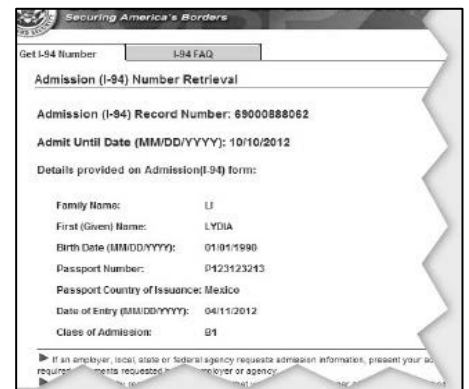 Securing America's Borders
Get I-94 Number
I-94 FAQ
Admission (I-94) Number Retrieval
Admission (I-94) Record Number: 69000888062
Admit Until Date (MM/DD/YYYY): 10/10/2012
Details provided on Admission(I-94) form:
Family Name: LI
First (Given) Name: LYDIA
Birth Date (MM/DD/YYYY): 01/01/1990
Passport Number: P123123213
Passport Country of Issuance: Mexico
Date of Entry (MM/DD/YYYY): 04/11/2012
Class of Admission: B1
► If an employer, local, state or federal agency requests admission information, present your
required
requested
employer or agency.